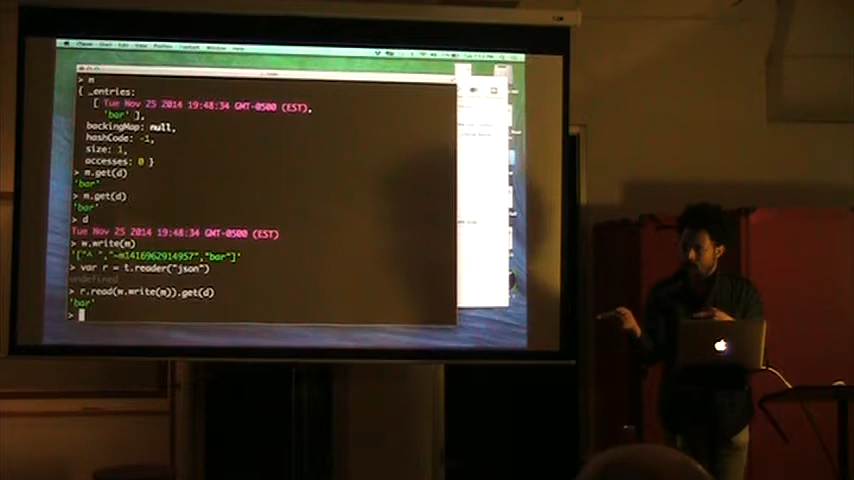 > m
{ _entries:
[ Tue Nov 25 2014 19:48:34 GMT-0500 (EST),
'bar' ],
backingMap: null,
hashCode: -1,
size: 1,
accesses: 0 }
> m.get(d)
'bar'
> m.get(d)
'bar'
> d
Tue Nov 25 2014 19:48:34 GMT-0500 (EST)
> w.write(m)
'["^ ","~m1416962914957","bar"]'
> var r = t.reader("json")
undefined
> r.read(w.write(m)).get(d)
'bar'
>